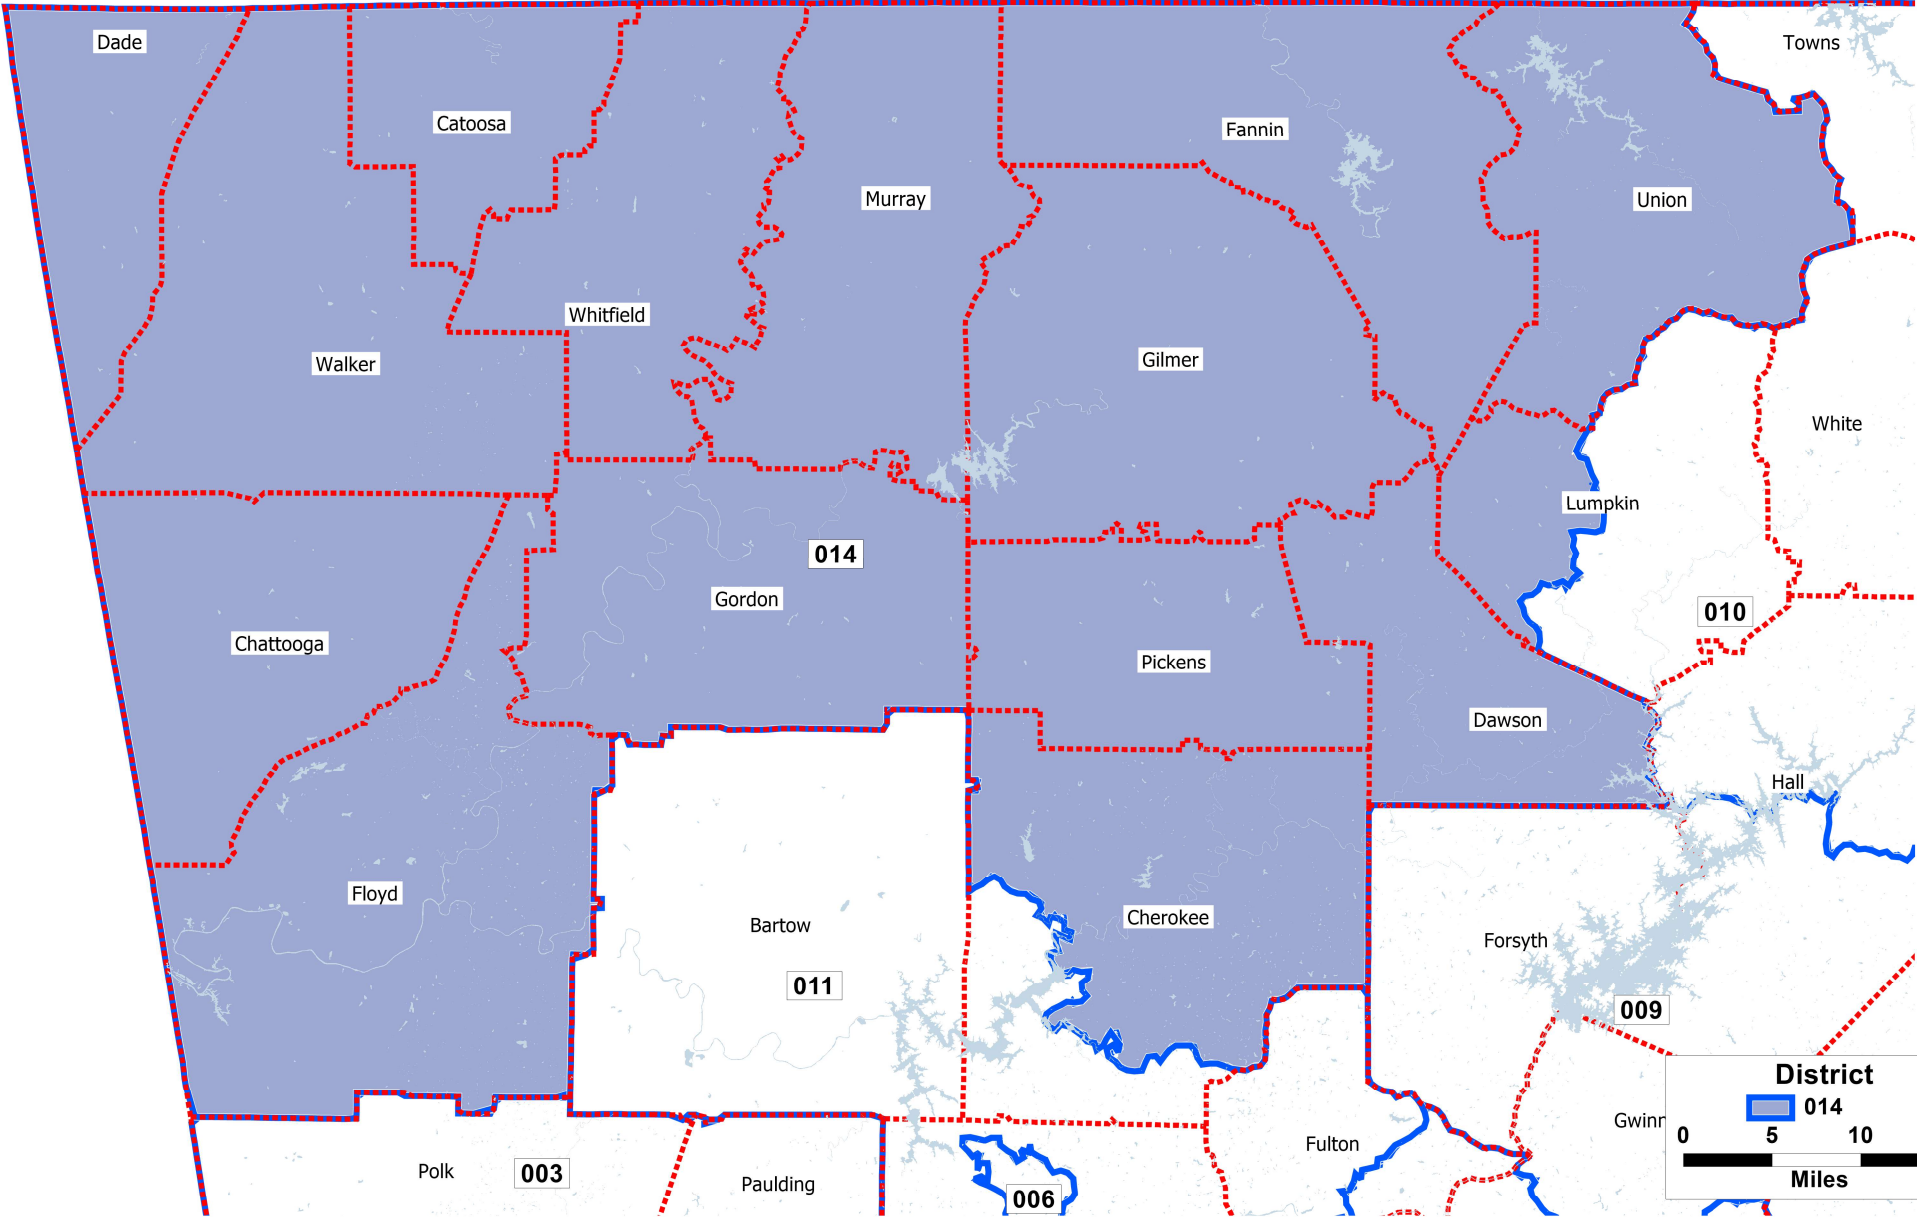 Dade
Towns
Catoosa
Fannin
Murray
Union
Whitfield
Walker
Gilmer
White
Lumpkin
014
Gordon
010
Chattooga
Pickens
Dawson
Hall
Floyd
Cherokee
Bartow
Forsyth
011
009
District
014
Gwinn
0 5 10
Fulton
Polk
003
Paulding
Miles
006